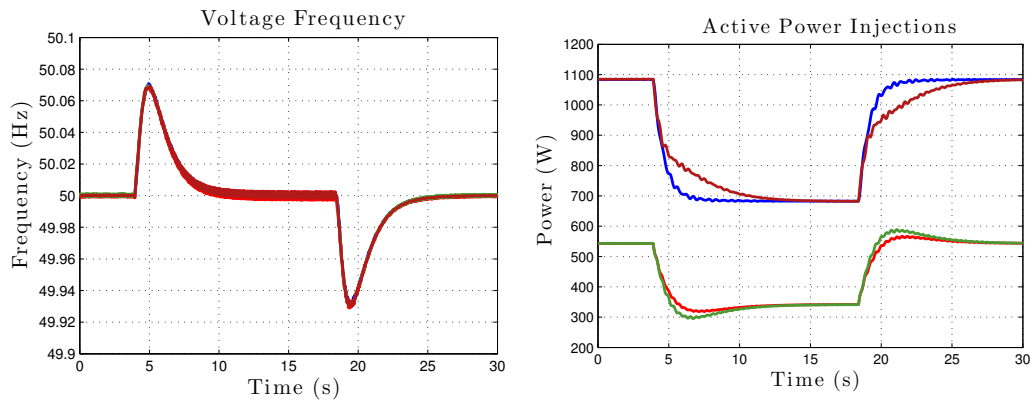 Voltage Frequency
50.1
50.08
50.06
50.04
50.02
50
49.98
49.96
49.94
49.92
49.9
Frequency (Hz)
0 5 10 15 20 25 30
Time (s)
Active Power Injections
1200
1100
1000
900
800
700
600
500
400
300
200
Power (W)
0 5 10 15 20 25 30
Time (s)